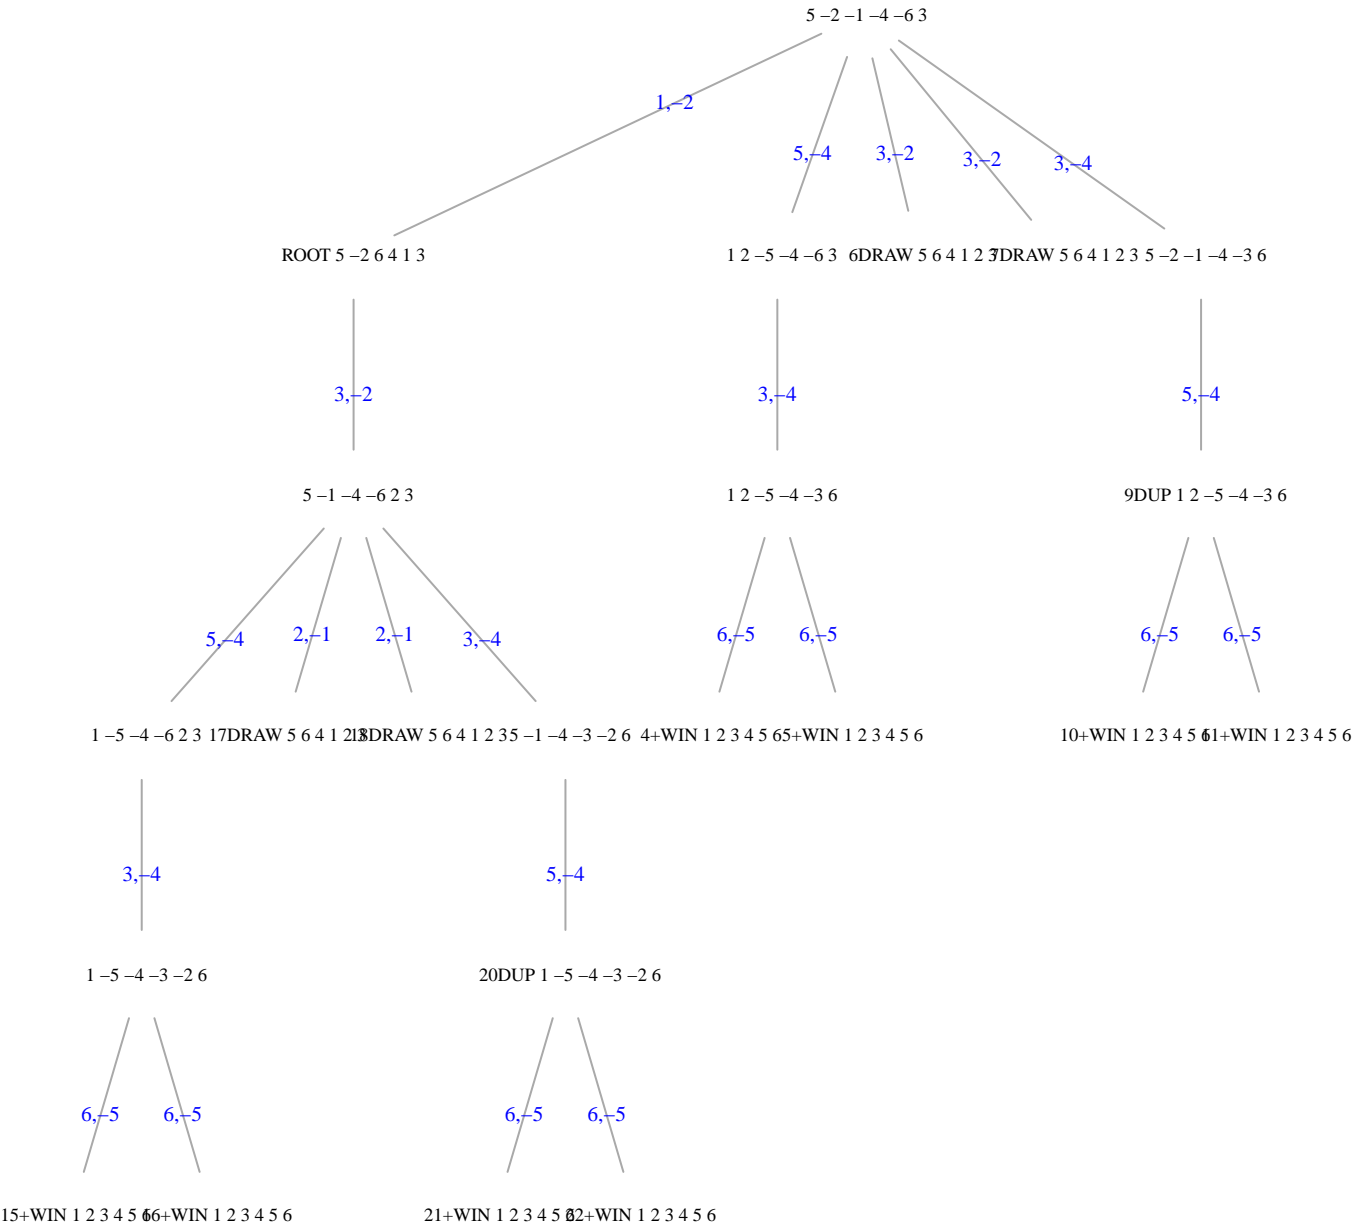 5 –2 –1 –4 –6 3
1,–2
5,–4 3,–2 3,–2 3,–4
ROOT 5 –2 6 4 1 3 1 2 –5 –4 –6 3 6DRAW 5 6 4 1 2 3 7DRAW 5 6 4 1 2 3 5 –2 –1 –4 –3 6
3,–2 3,–4 5,–4
5 –1 –4 –6 2 3 1 2 –5 –4 –3 6 9DUP 1 2 –5 –4 –3 6
5,–4 2,–1 2,–1 3,–4 6,–5 6,–5 6,–5 6,–5
1 –5 –4 –6 2 3 17DRAW 5 6 4 1 2 3 18DRAW 5 6 4 1 2 3 5 –1 –4 –3 –2 6 4+WIN 1 2 3 4 5 6 5+WIN 1 2 3 4 5 6 10+WIN 1 2 3 4 5 6 11+WIN 1 2 3 4 5 6
3,–4 5,–4
1 –5 –4 –3 –2 6 20DUP 1 –5 –4 –3 –2 6
6,–5 6,–5 6,–5 6,–5
15+WIN 1 2 3 4 5 6 16+WIN 1 2 3 4 5 6 21+WIN 1 2 3 4 5 6 22+WIN 1 2 3 4 5 6